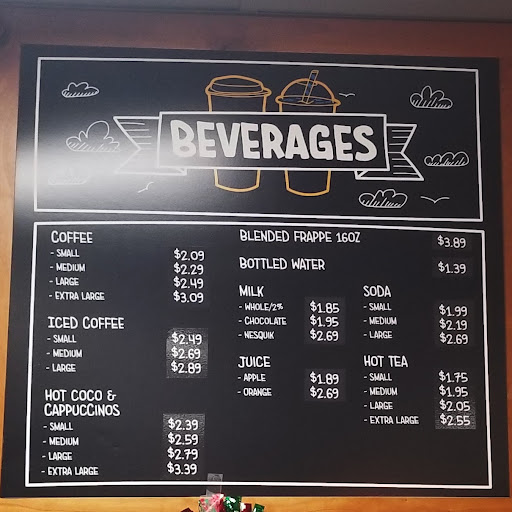 BEVERAGES
COFFEE
- SMALL $2.09
- MEDIUM $2.29
- LARGE $2.49
- EXTRA LARGE $3.09
ICED COFFEE
- SMALL $2.49
- MEDIUM $2.69
- LARGE $2.89
HOT COCO &
CAPPUCCINOS
- SMALL $2.39
- MEDIUM $2.59
- LARGE $2.79
- EXTRA LARGE $3.39
BLENDED FRAPPE 16OZ $3.89
BOTTLED WATER $1.39
MILK
- WHOLE/2% $1.85
- CHOCOLATE $1.95
- NESQUIK $2.69
JUICE
- APPLE $1.89
- ORANGE $2.69
SODA
- SMALL $1.99
- MEDIUM $2.19
- LARGE $2.69
HOT TEA
- SMALL $1.75
- MEDIUM $1.95
- LARGE $2.05
- EXTRA LARGE $2.55